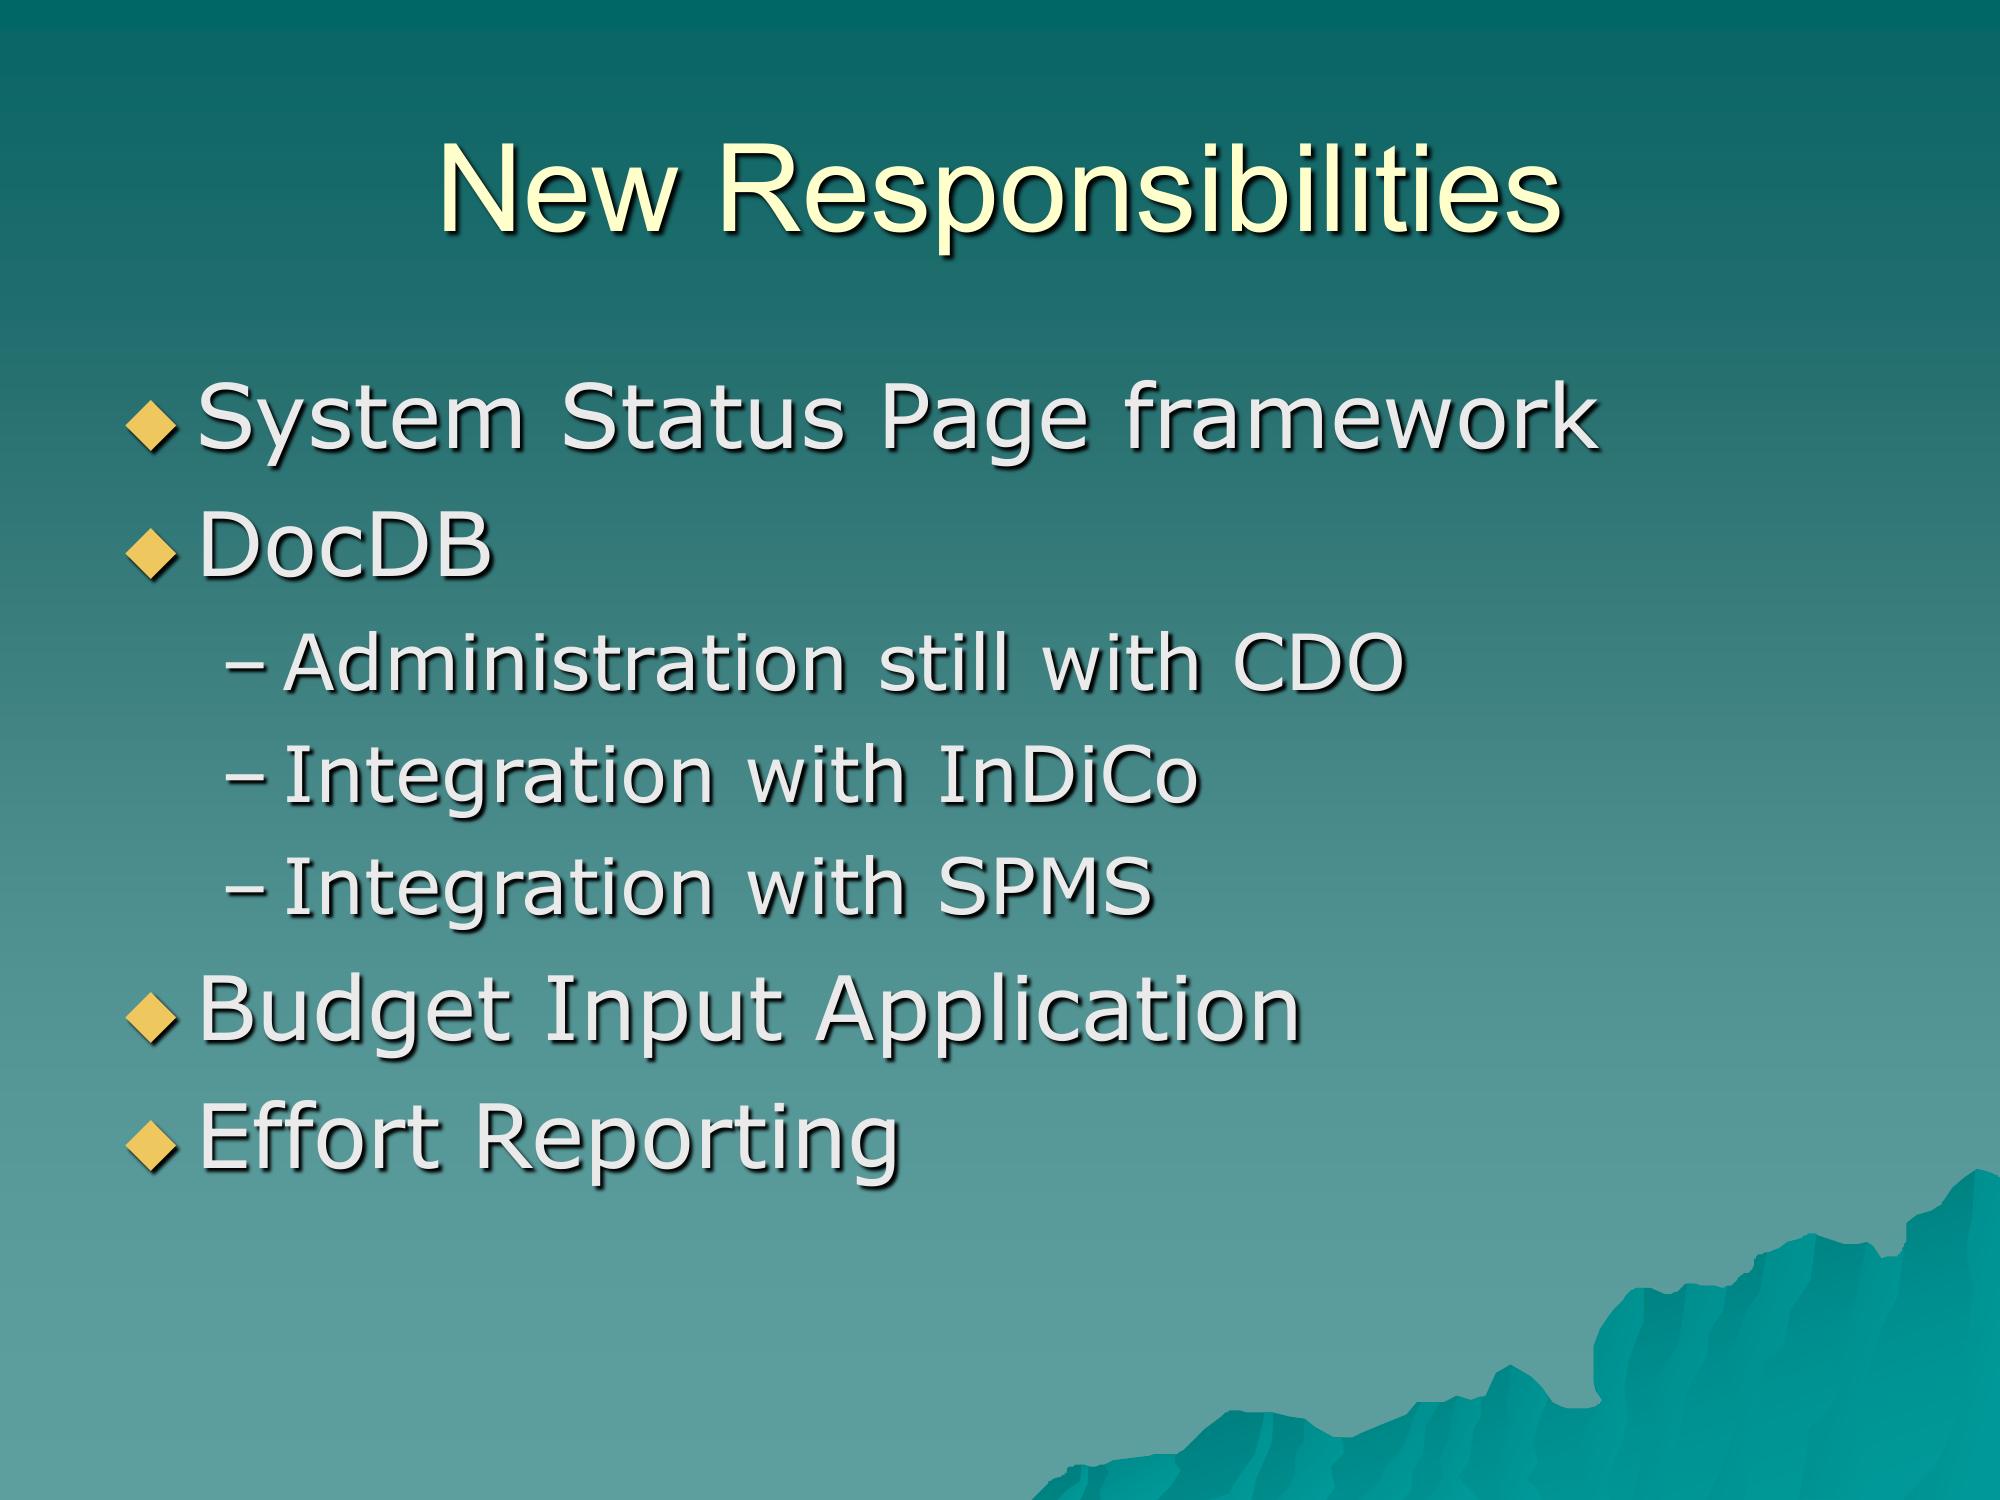 New Responsibilities
◆ System Status Page framework
◆ DocDB
– Administration still with CDO
– Integration with InDiCo
– Integration with SPMS
◆ Budget Input Application
◆ Effort Reporting